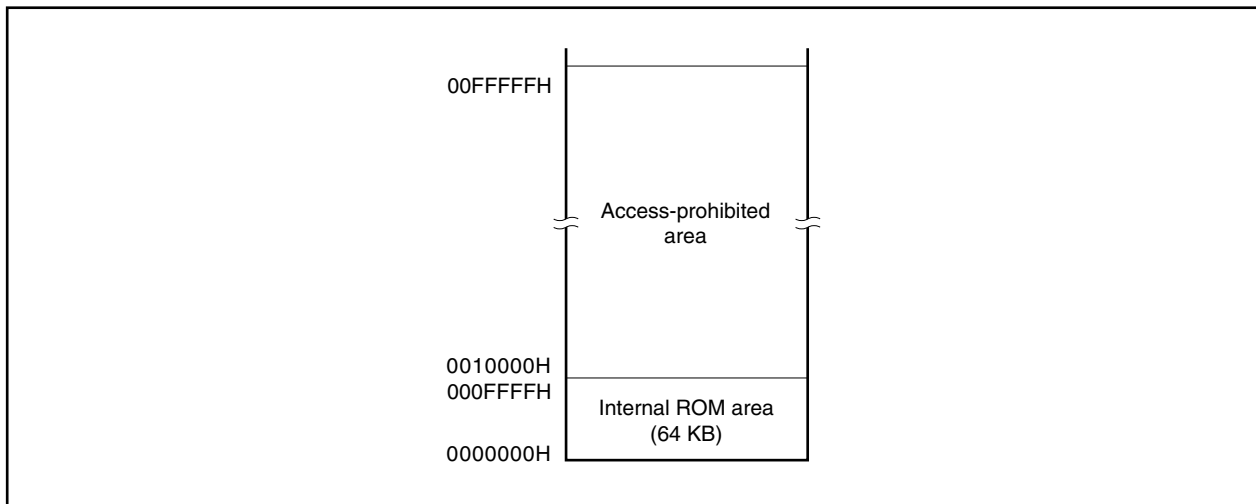 00FFFFFH
Access-prohibited
area
0010000H
000FFFFH
Internal ROM area
(64 KB)
0000000H